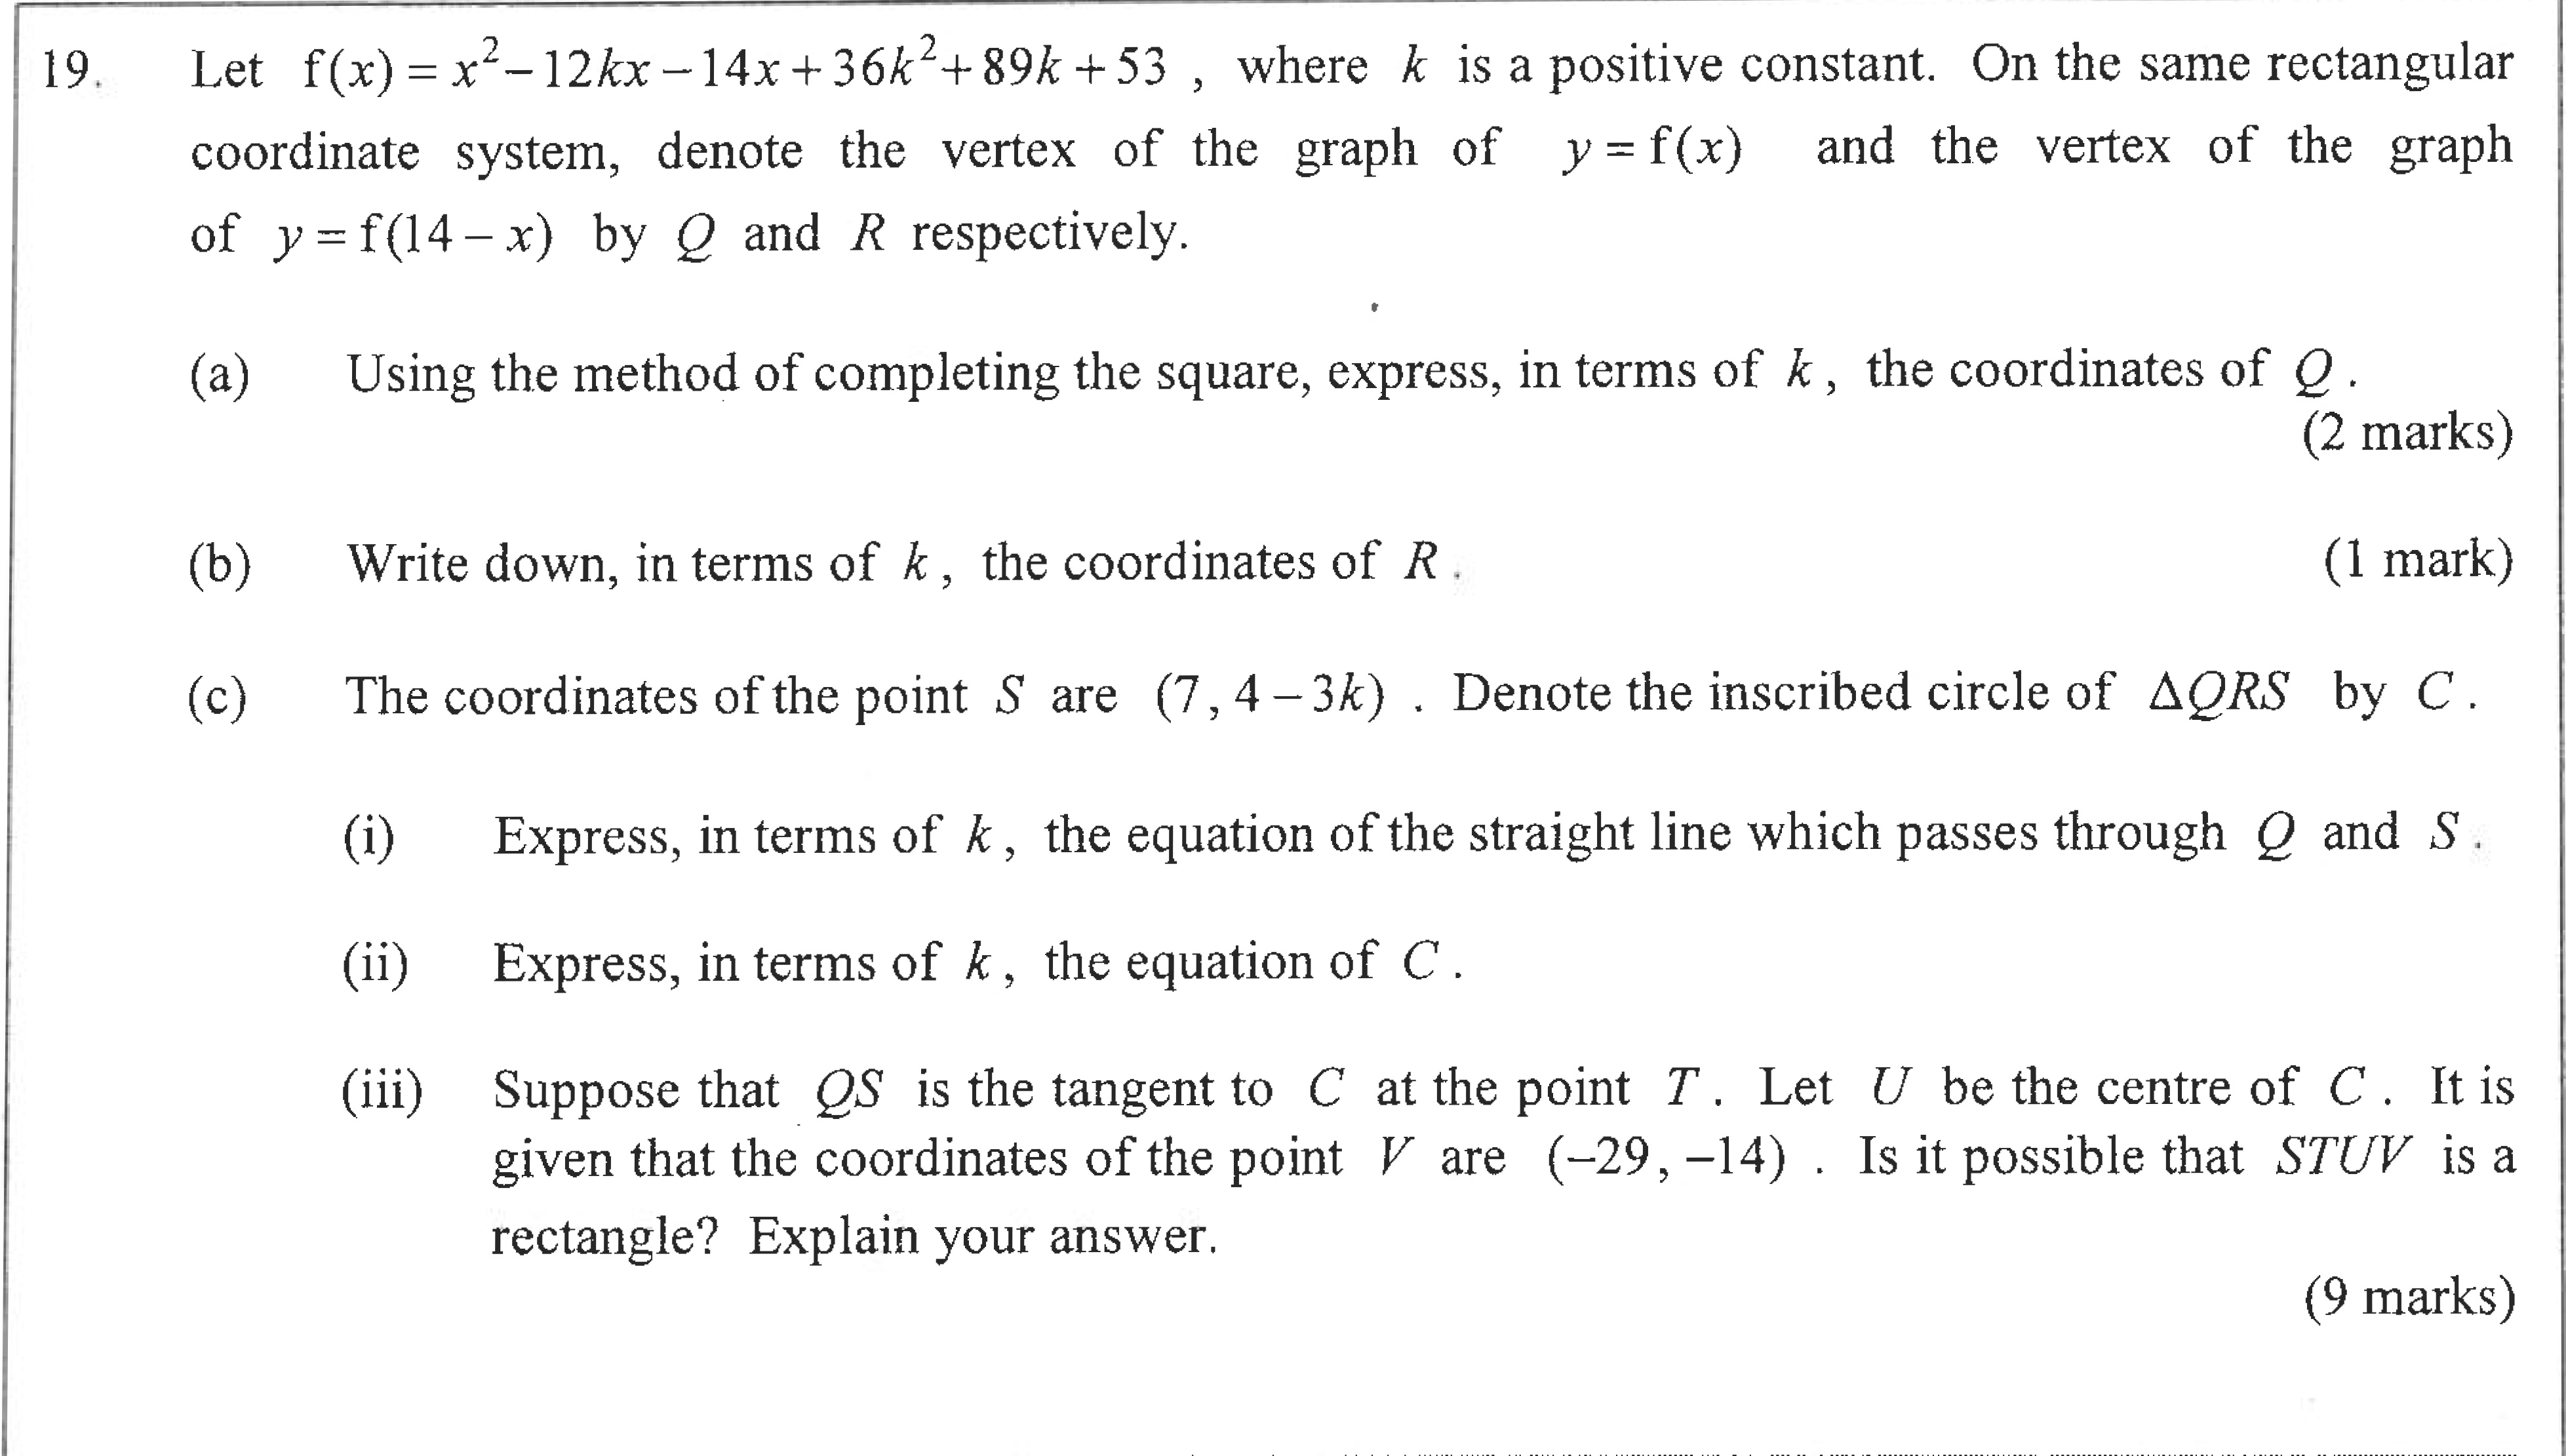 19. Let f(x) = x² − 12kx − 14x + 36k² + 89k + 53 , where k is a positive constant. On the same rectangular
coordinate system, denote the vertex of the graph of y = f(x) and the vertex of the graph
of y = f(14 − x) by Q and R respectively.
(a) Using the method of completing the square, express, in terms of k , the coordinates of Q .
(2 marks)
(b) Write down, in terms of k , the coordinates of R . (1 mark)
(c) The coordinates of the point S are (7 , 4 − 3k) . Denote the inscribed circle of ΔQRS by C .
(i) Express, in terms of k , the equation of the straight line which passes through Q and S .
(ii) Express, in terms of k , the equation of C .
(iii) Suppose that QS is the tangent to C at the point T . Let U be the centre of C . It is
given that the coordinates of the point V are (−29 , −14) . Is it possible that STUV is a
rectangle? Explain your answer.
(9 marks)